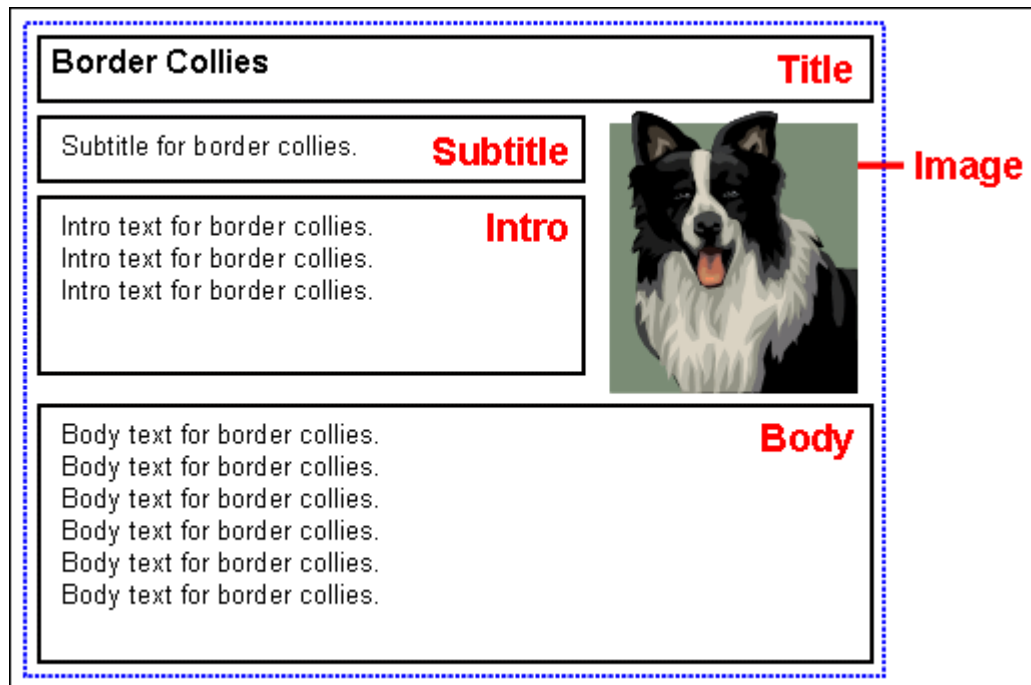 Border Collies
Title
Subtitle for border collies.
Subtitle
Image
Intro text for border collies.
Intro
Intro text for border collies.
Intro text for border collies.
Body text for border collies.
Body
Body text for border collies.
Body text for border collies.
Body text for border collies.
Body text for border collies.
Body text for border collies.